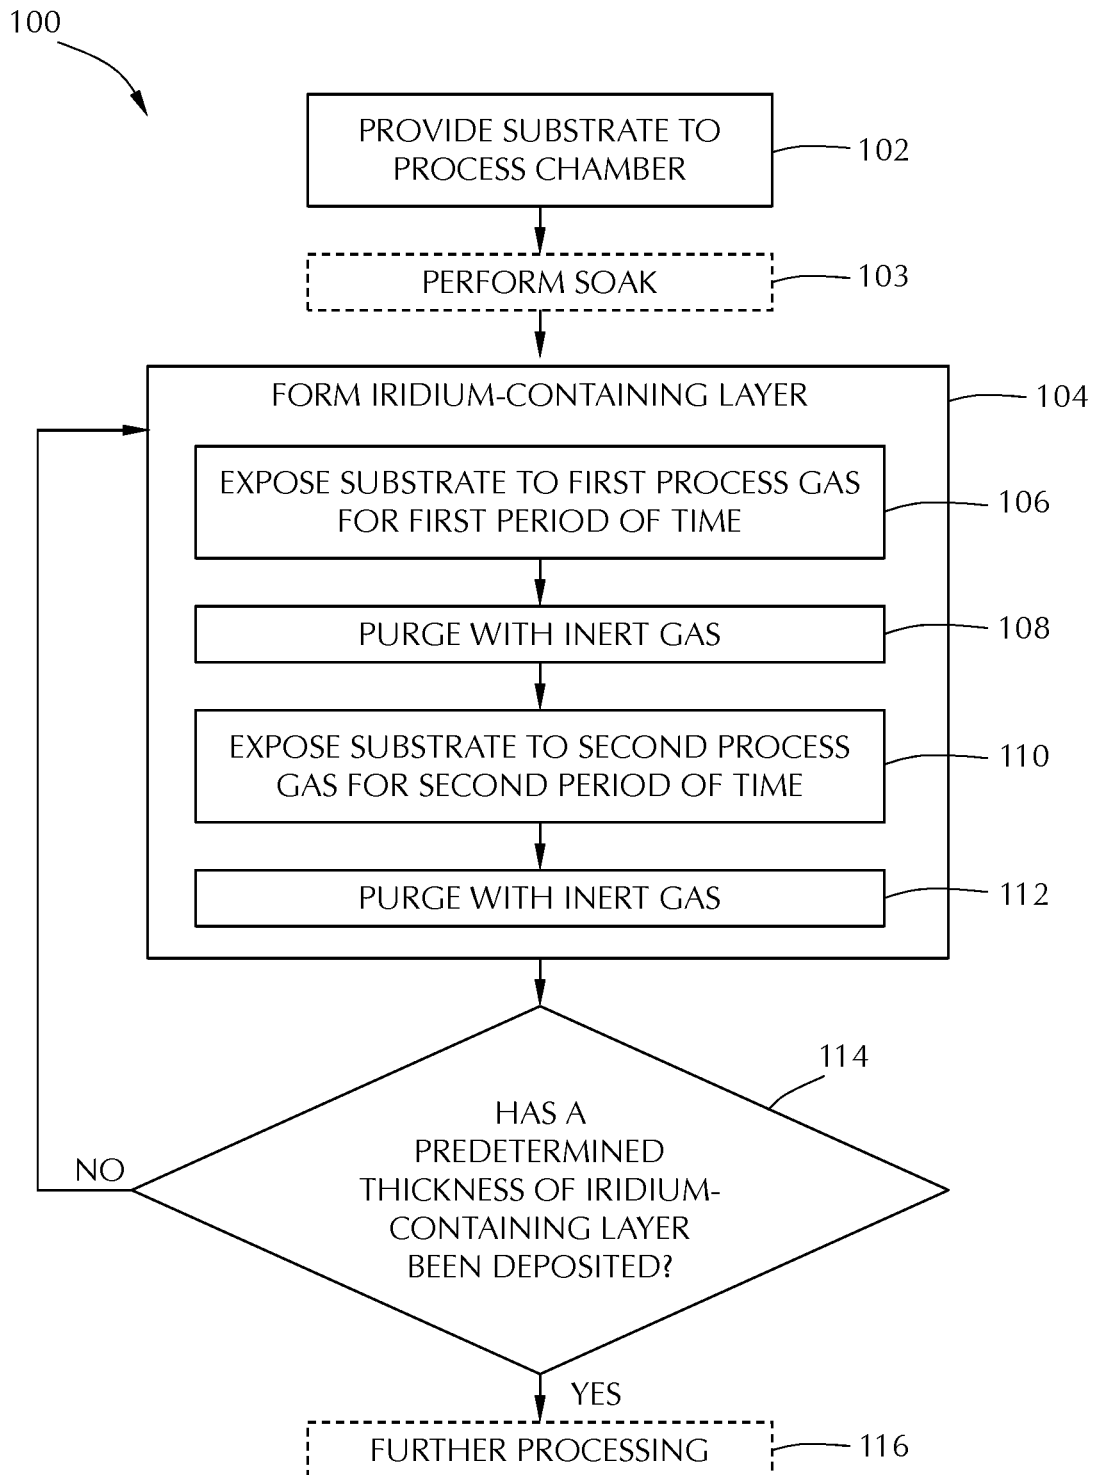 100
PROVIDE SUBSTRATE TO
PROCESS CHAMBER
102
PERFORM SOAK
103
FORM IRIDIUM-CONTAINING LAYER
104
EXPOSE SUBSTRATE TO FIRST PROCESS GAS
FOR FIRST PERIOD OF TIME
106
PURGE WITH INERT GAS
108
EXPOSE SUBSTRATE TO SECOND PROCESS
GAS FOR SECOND PERIOD OF TIME
110
PURGE WITH INERT GAS
112
114
HAS A
PREDETERMINED
THICKNESS OF IRIDIUM-
CONTAINING LAYER
BEEN DEPOSITED?
NO
YES
FURTHER PROCESSING
116